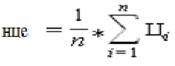 нце = 1/n * ∑_{i=1}^{n} Ц_i